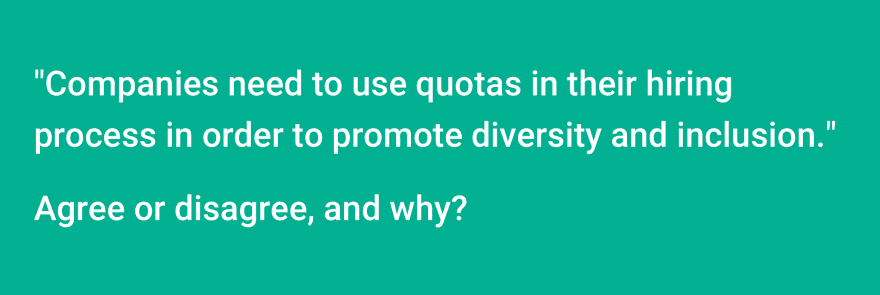 "Companies need to use quotas in their hiring
process in order to promote diversity and inclusion."
Agree or disagree, and why?